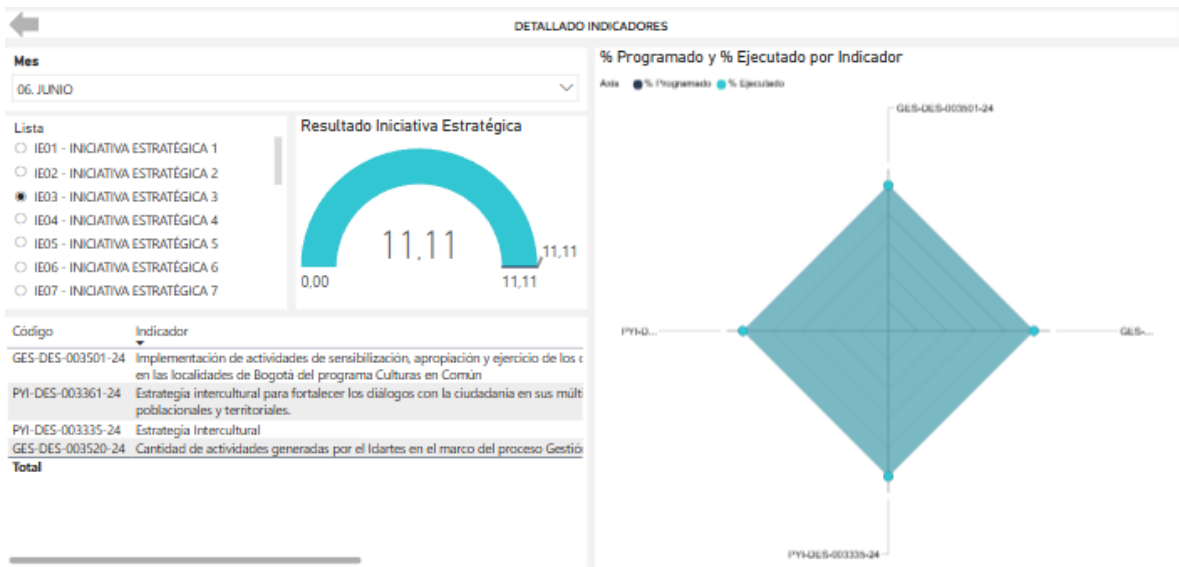 DETALLADO INDICADORES
Mes
06. JUNIO
Lista
IE01 - INICIATIVA ESTRATÉGICA 1
IE02 - INICIATIVA ESTRATÉGICA 2
IE03 - INICIATIVA ESTRATÉGICA 3
IE04 - INICIATIVA ESTRATÉGICA 4
IE05 - INICIATIVA ESTRATÉGICA 5
IE06 - INICIATIVA ESTRATÉGICA 6
IE07 - INICIATIVA ESTRATÉGICA 7
Resultado Iniciativa Estratégica
11,11
11,11
0,00
11,11
Código Indicador
GES-DES-003501-24 Implementación de actividades de sensibilización, apropiación y ejercicio de los
en las localidades de Bogotá del programa Culturas en Común
PYI-DES-003361-24 Estrategia intercultural para fortalecer los diálogos con la ciudadanía en sus múlti
poblacionales y territoriales.
PYI-DES-003335-24 Estrategia Intercultural
GES-DES-003520-24 Cantidad de actividades generadas por el Idartes en el marco del proceso Gestión
Total
% Programado y % Ejecutado por Indicador
Axis % Programado % Ejecutado
GES-DES-003501-24
PYI-D...
GES-...
PYI-DES-003335-24